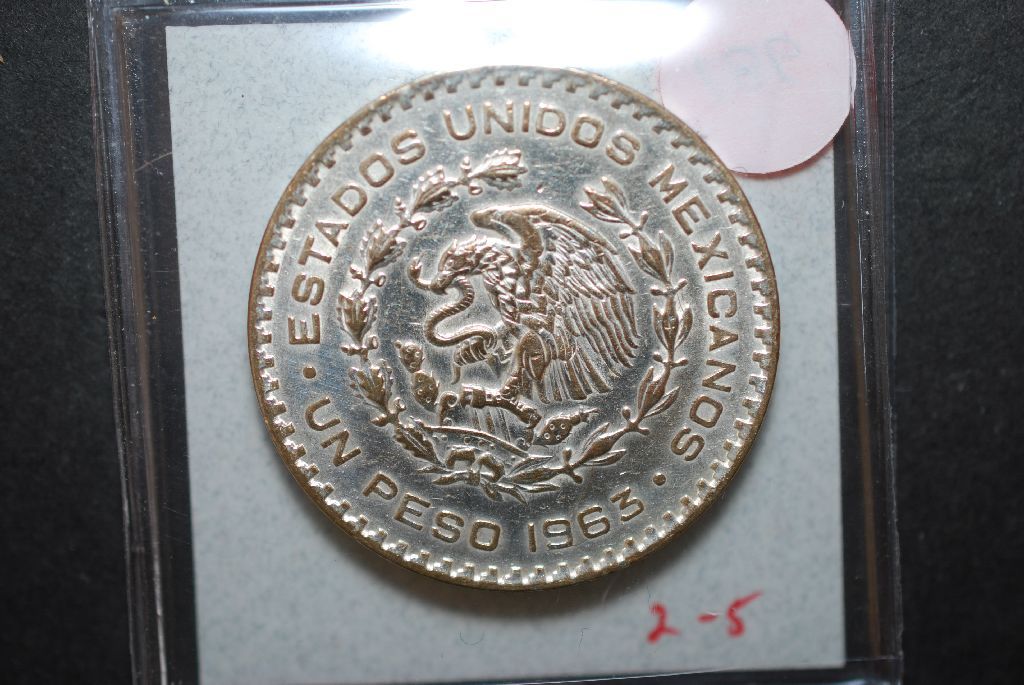 ESTADOS UNIDOS MEXICANOS
· UN PESO 1963 ·
2-5